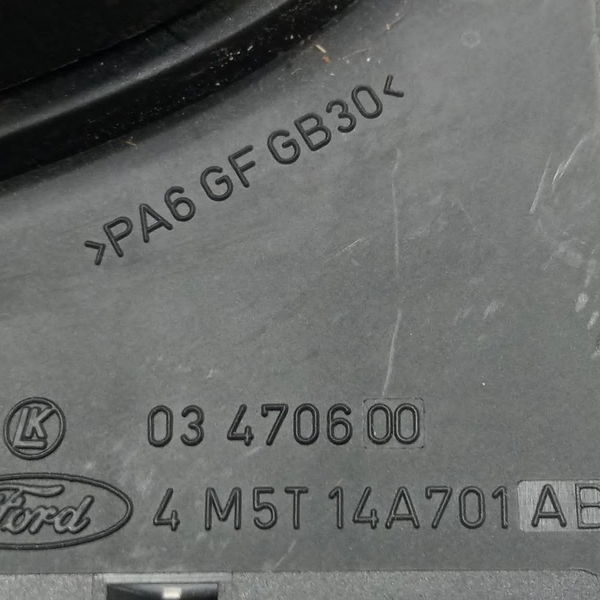 >PA6 GF GB30<
LK 03 4706 00
Ford 4 M5T 14A701 AB